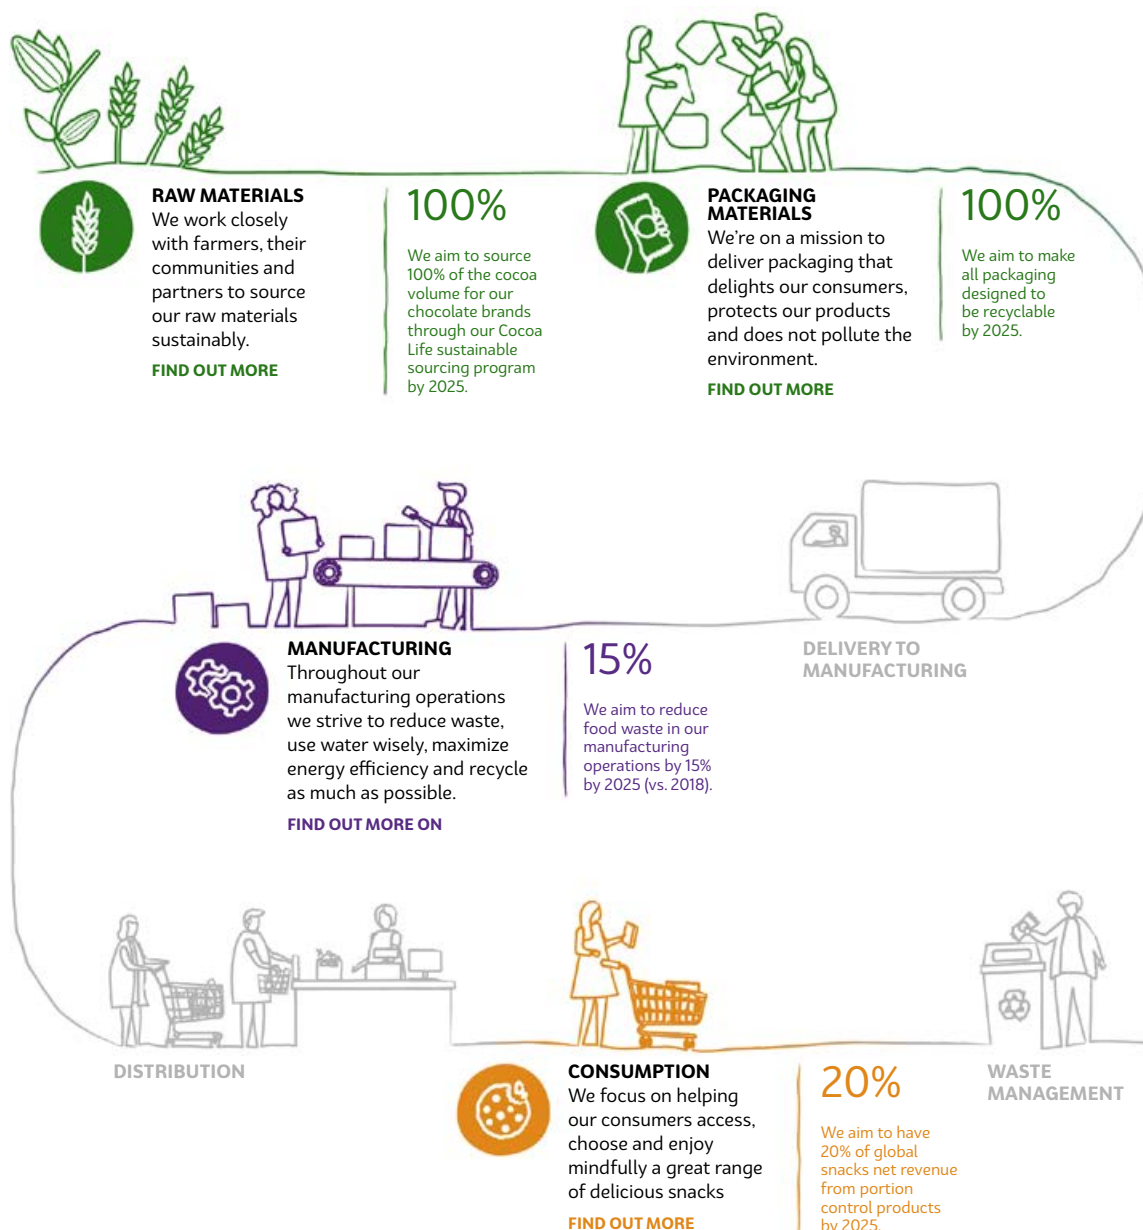 RAW MATERIALS
We work closely
with farmers, their
communities and
partners to source
our raw materials
sustainably.
FIND OUT MORE
100%
We aim to source
100% of the cocoa
volume for our
chocolate brands
through our Cocoa
Life sustainable
sourcing program
by 2025.
PACKAGING
MATERIALS
We’re on a mission to
deliver packaging that
delights our consumers,
protects our products
and does not pollute the
environment.
FIND OUT MORE
100%
We aim to make
all packaging
designed to
be recyclable
by 2025.
MANUFACTURING
Throughout our
manufacturing operations
we strive to reduce waste,
use water wisely, maximize
energy efficiency and recycle
as much as possible.
FIND OUT MORE ON
15%
We aim to reduce
food waste in our
manufacturing
operations by 15%
by 2025 (vs. 2018).
DELIVERY TO
MANUFACTURING
DISTRIBUTION
CONSUMPTION
We focus on helping
our consumers access,
choose and enjoy
mindfully a great range
of delicious snacks
FIND OUT MORE
20%
We aim to have
20% of global
snacks net revenue
from portion
control products
by 2025.
WASTE
MANAGEMENT